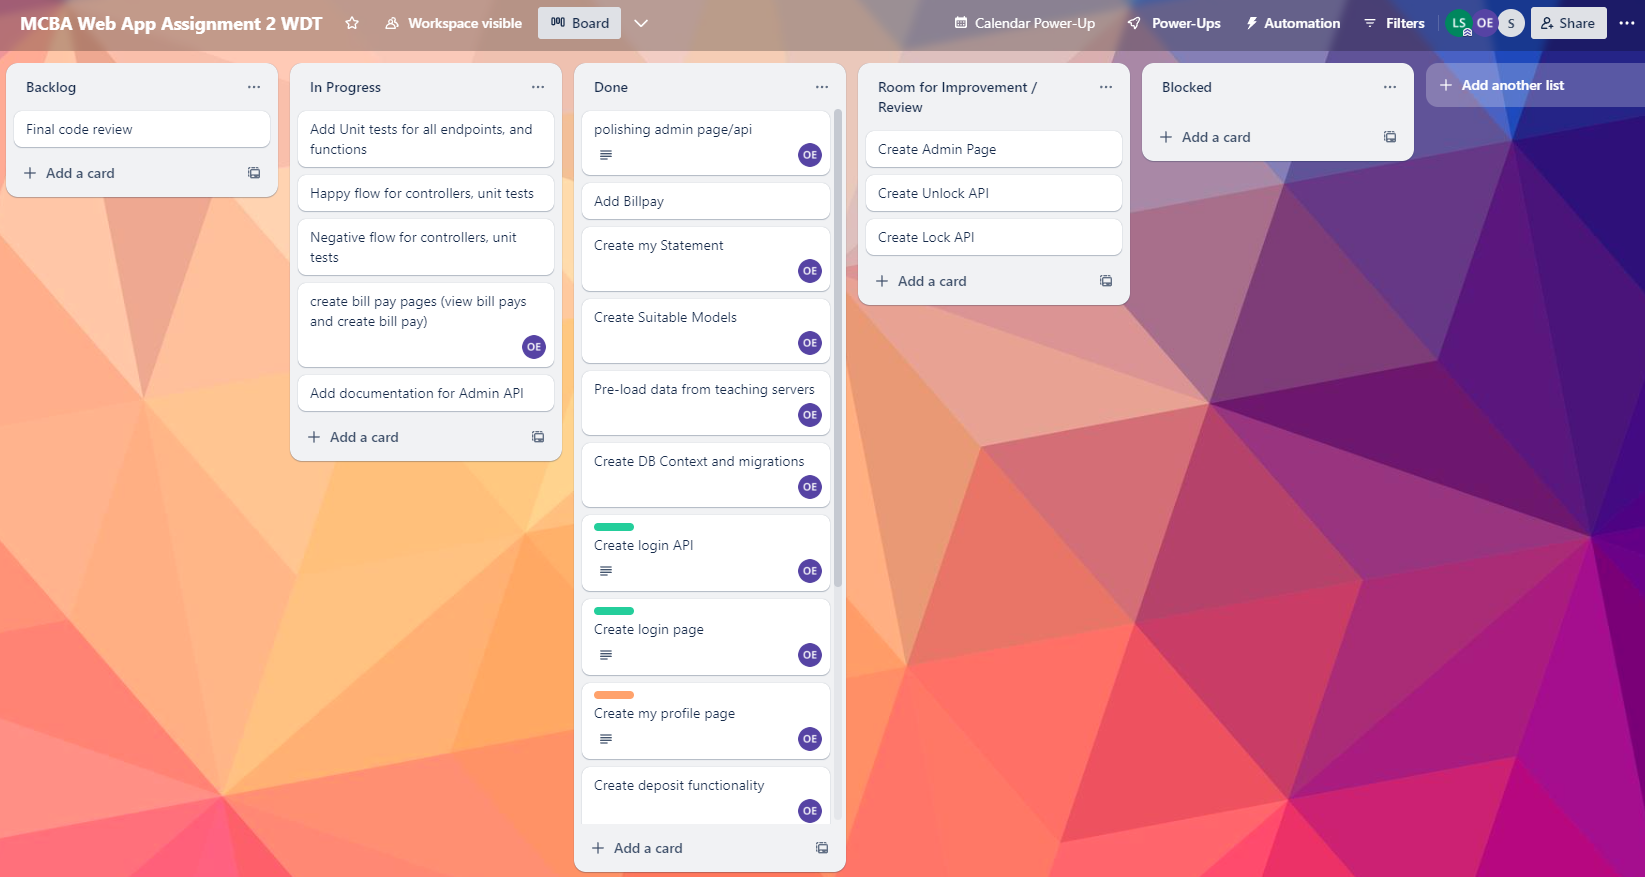 MCBA Web App Assignment 2 WDT
Workspace visible
Board
Calendar Power-Up
Power-Ups
Automation
Filters
LS
OE
S
Share
Backlog
Final code review
Add a card
In Progress
Add Unit tests for all endpoints, and
functions
Happy flow for controllers, unit tests
Negative flow for controllers, unit
tests
create bill pay pages (view bill pays
and create bill pay)
OE
Add documentation for Admin API
Add a card
Done
polishing admin page/api
OE
Add Billpay
Create my Statement
OE
Create Suitable Models
OE
Pre-load data from teaching servers
OE
Create DB Context and migrations
OE
Create login API
OE
Create login page
OE
Create my profile page
OE
Create deposit functionality
OE
Add a card
Room for Improvement /
Review
Create Admin Page
Create Unlock API
Create Lock API
Add a card
Blocked
Add a card
Add another list